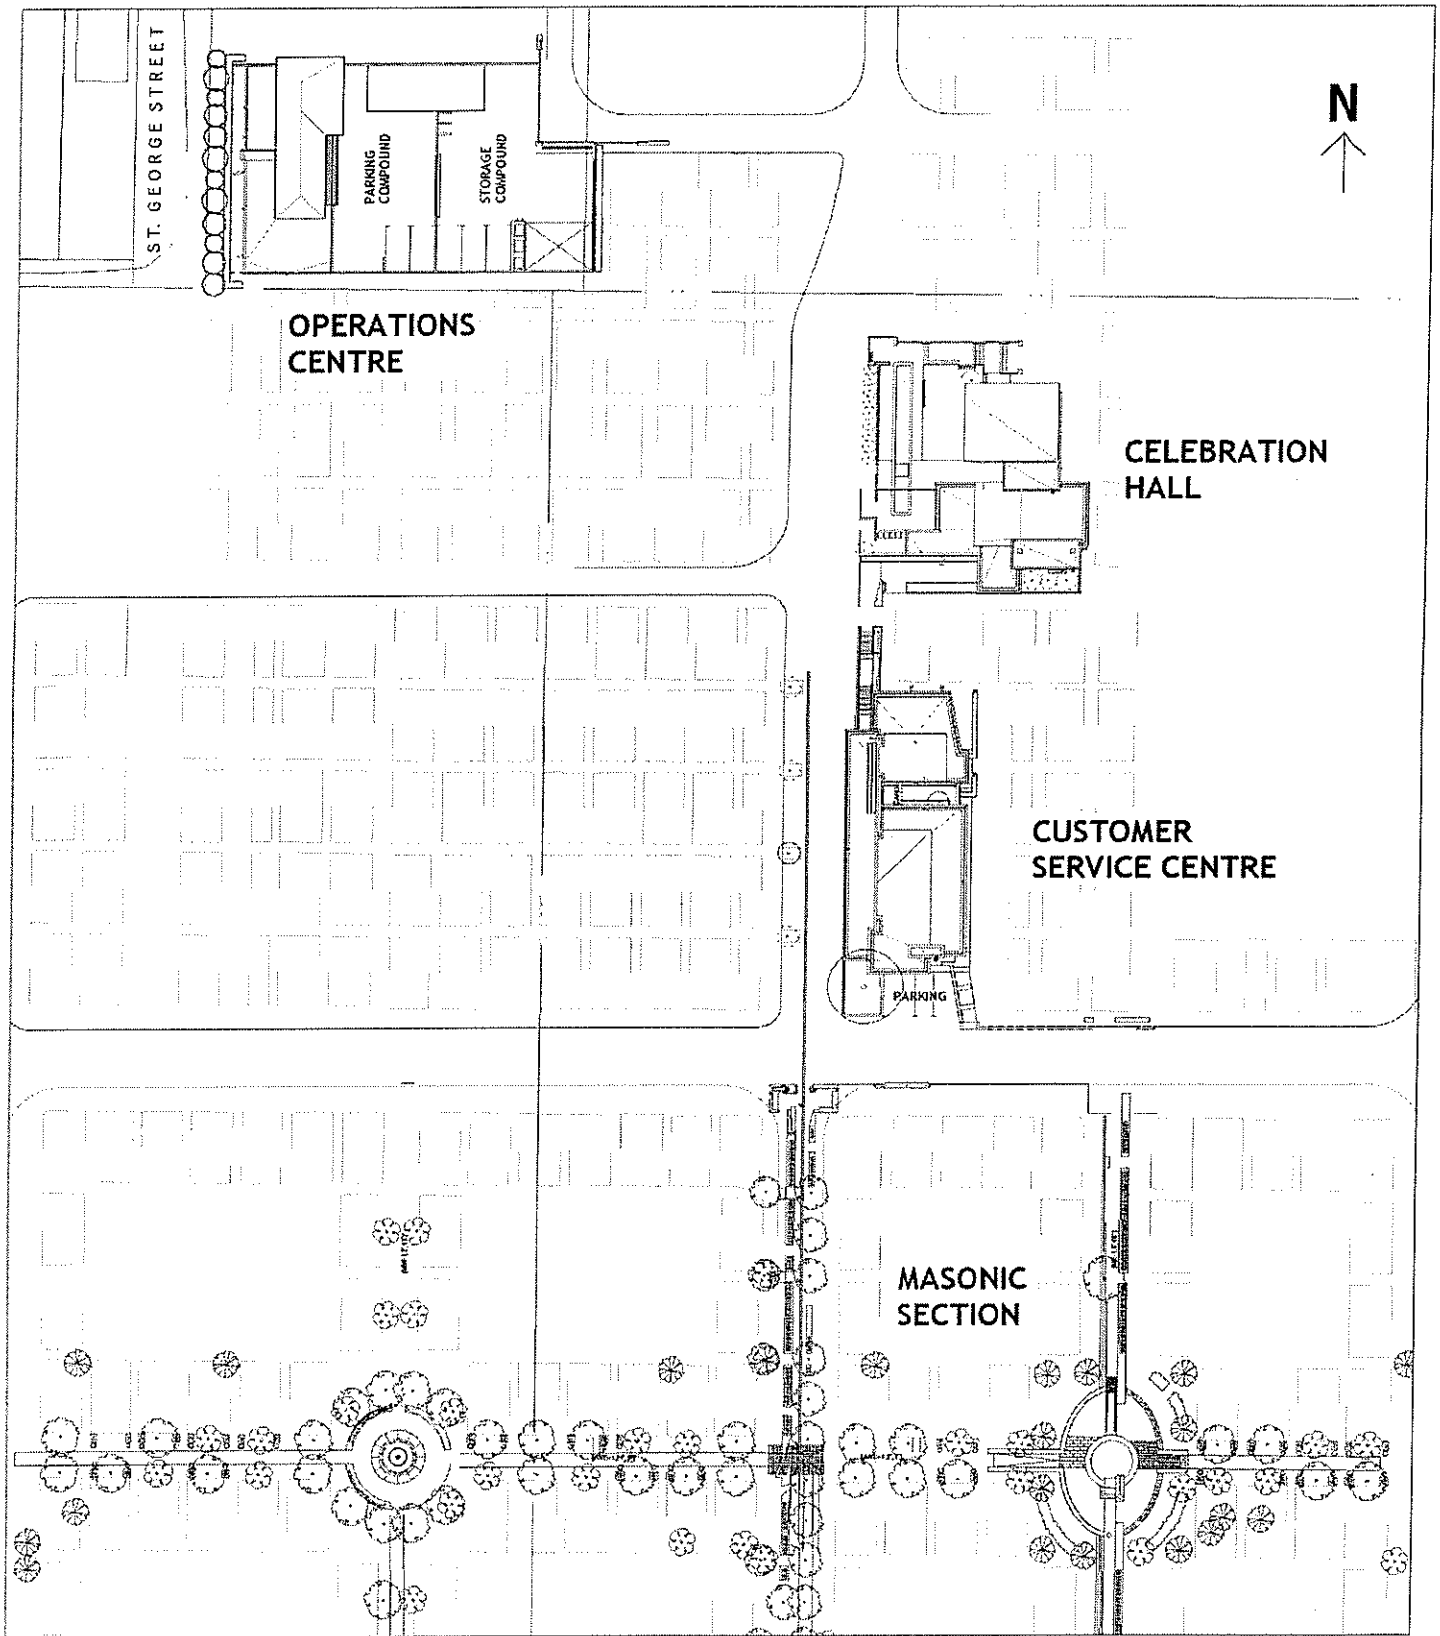 ST. GEORGE STREET
PARKING
COMPOUND
STORAGE
COMPOUND
N
OPERATIONS
CENTRE
CELEBRATION
HALL
CUSTOMER
SERVICE CENTRE
PARKING
MASONIC
SECTION